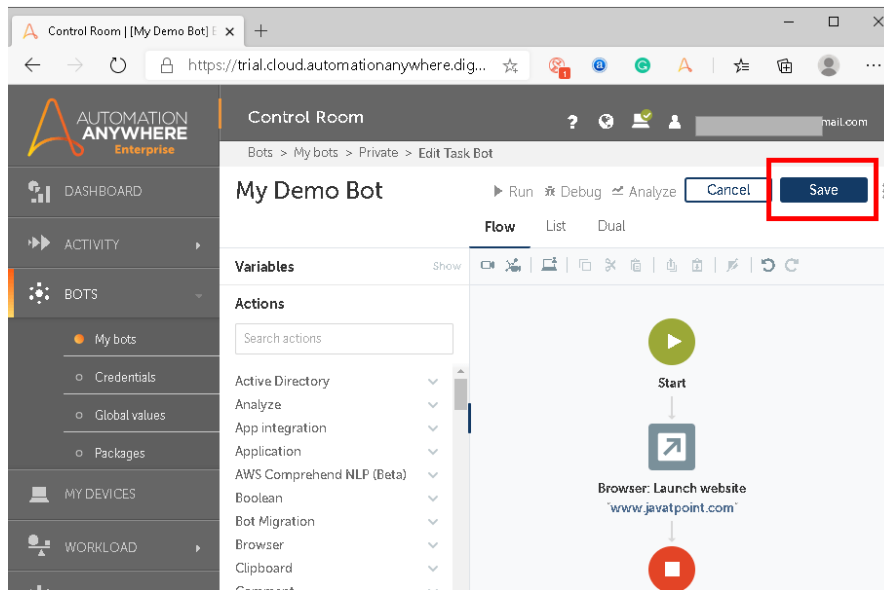 Control Room | [My Demo Bot] E
https://trial.cloud.automationanywhere.dig...
1
a
G
AUTOMATION
ANYWHERE
Enterprise
Control Room
?
mail.com
Bots > My bots > Private > Edit Task Bot
DASHBOARD
My Demo Bot
Run
Debug
Analyze
Cancel
Save
Flow
List
Dual
ACTIVITY
Variables
Show
BOTS
Actions
Search actions
My bots
Credentials
Global values
Packages
MY DEVICES
WORKLOAD
Active Directory
Analyze
App integration
Application
AWS Comprehend NLP (Beta)
Boolean
Bot Migration
Browser
Clipboard
Comment
Start
Browser: Launch website
"www.javatpoint.com"